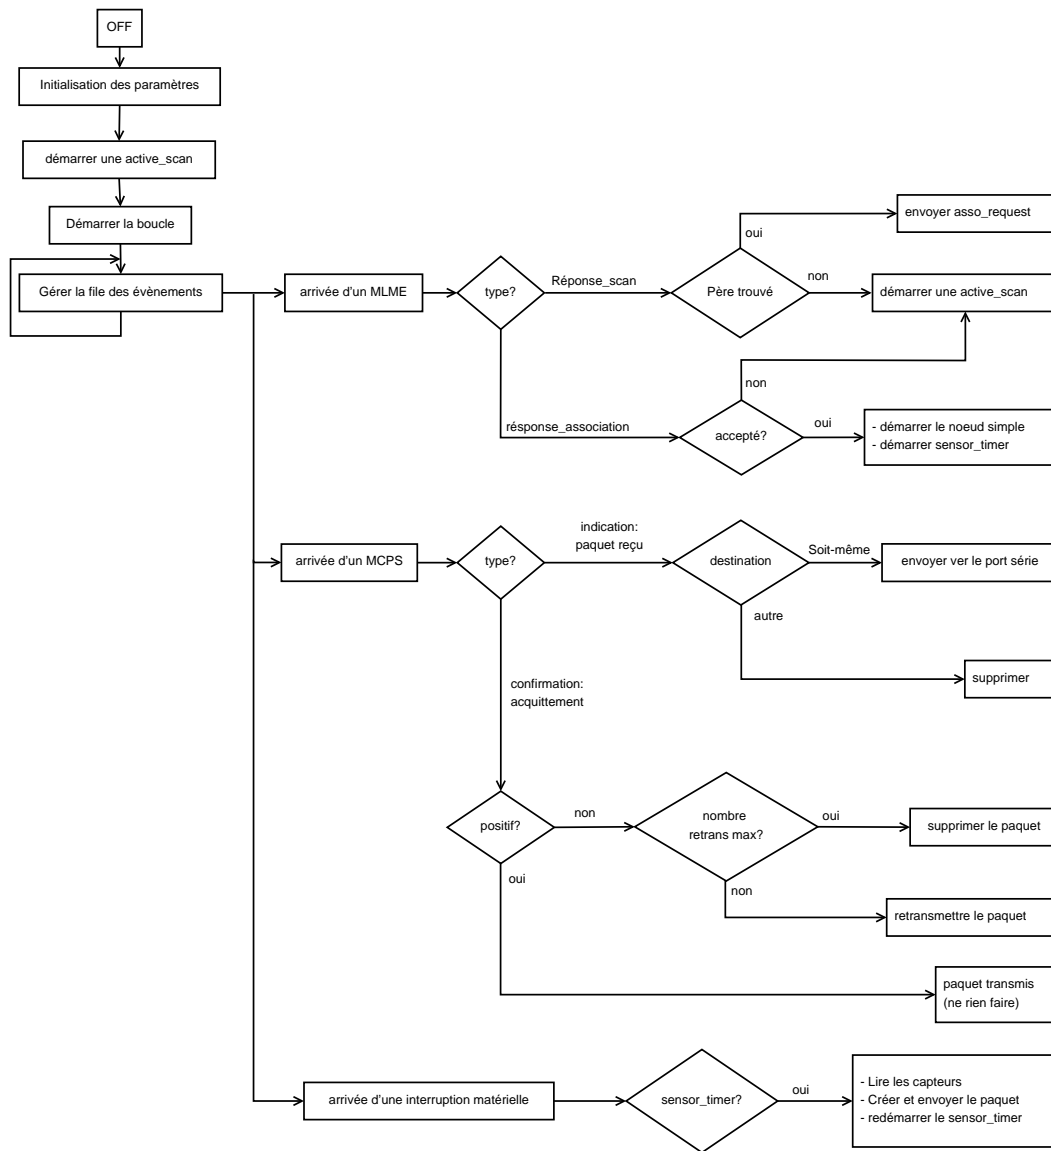 OFF
Initialisation des paramètres
démarrer une active_scan
Démarrer la boucle
Gérer la file des évènements
arrivée d'un MLME
type?
Réponse_scan
Père trouvé
oui
envoyer asso_request
non
démarrer une active_scan
résponse_association
accepté?
non
oui
- démarrer le noeud simple
- démarrer sensor_timer
arrivée d'un MCPS
type?
indication:
paquet reçu
destination
Soit-même
envoyer ver le port série
autre
supprimer
confirmation:
acquittement
positif?
non
nombre
retrans max?
oui
supprimer le paquet
non
retransmettre le paquet
oui
paquet transmis
(ne rien faire)
arrivée d'une interruption matérielle
sensor_timer?
oui
- Lire les capteurs
- Créer et envoyer le paquet
- redémarrer le sensor_timer